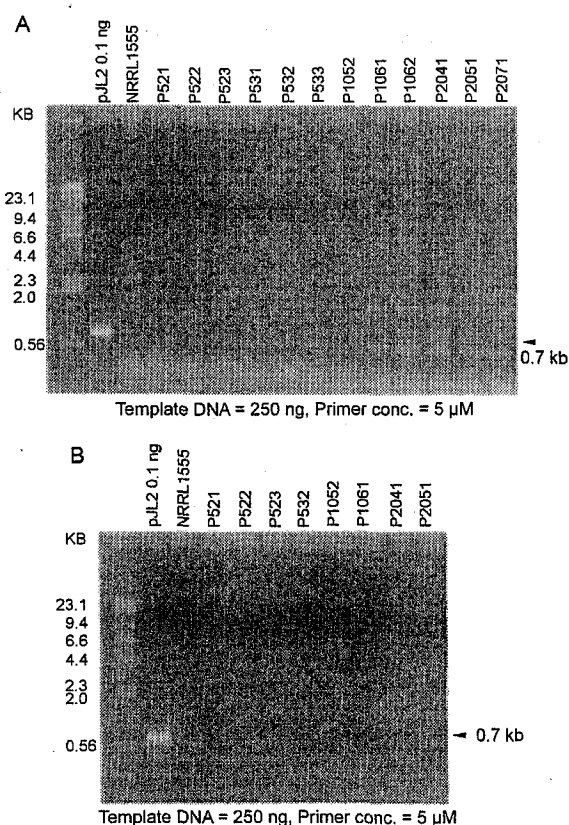 A
pJL2 0.1 ng
NRRL1555
P521
P522
P523
P531
P532
P533
P1052
P1061
P1062
P2041
P2051
P2071
KB
23.1
9.4
6.6
4.4
2.3
2.0
0.56
0.7 kb
Template DNA = 250 ng, Primer conc. = 5 µM
B
pJL2 0.1 ng
NRRL1555
P521
P522
P523
P532
P1052
P1061
P2041
P2051
KB
23.1
9.4
6.6
4.4
2.3
2.0
0.56
0.7 kb
Template DNA = 250 ng, Primer conc. = 5 µM